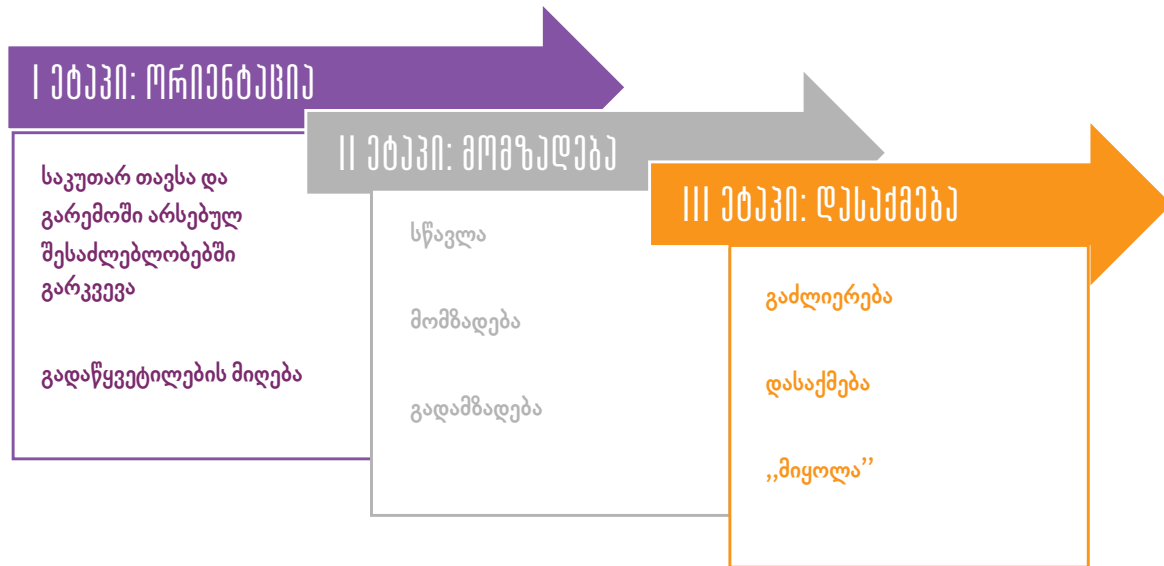 I ეტაპი: ორიენტაცია
საკუთარ თავსა და
გარემოში არსებულ
შესაძლებლობებში
გარკვევა
გადაწყვეტილების მიღება
II ეტაპი: მომზადება
სწავლა
მომზადება
გადამზადება
III ეტაპი: დასაქმება
გაძლიერება
დასაქმება
,,მიყოლა’’